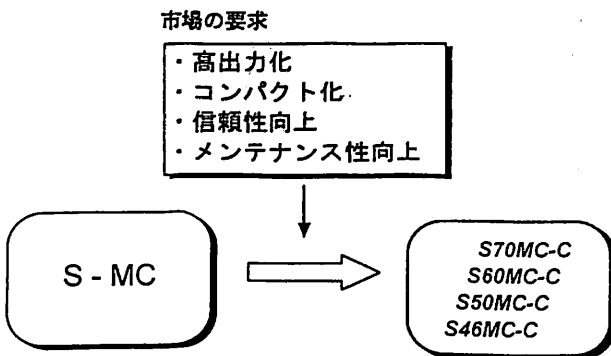 市場の要求
・高出力化
・コンパクト化
・信頼性向上
・メンテナンス性向上
S - MC
S70MC-C
S60MC-C
S50MC-C
S46MC-C